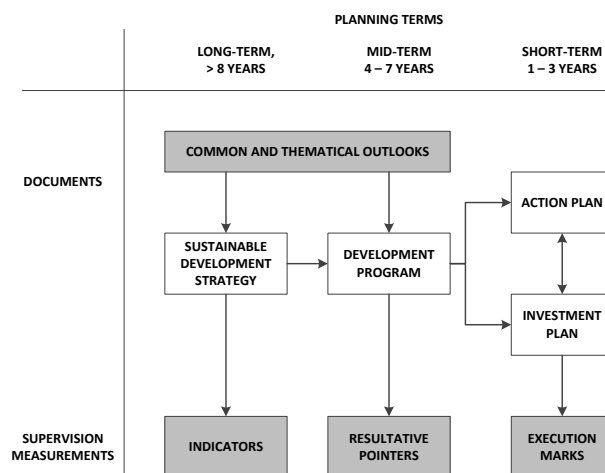 PLANNING TERMS
LONG-TERM,
> 8 YEARS
MID-TERM
4 – 7 YEARS
SHORT-TERM
1 – 3 YEARS
COMMON AND THEMATICAL OUTLOOKS
DOCUMENTS
ACTION PLAN
SUSTAINABLE
DEVELOPMENT
STRATEGY
DEVELOPMENT
PROGRAM
INVESTMENT
PLAN
SUPERVISION
MEASUREMENTS
INDICATORS
RESULTATIVE
POINTERS
EXECUTION
MARKS